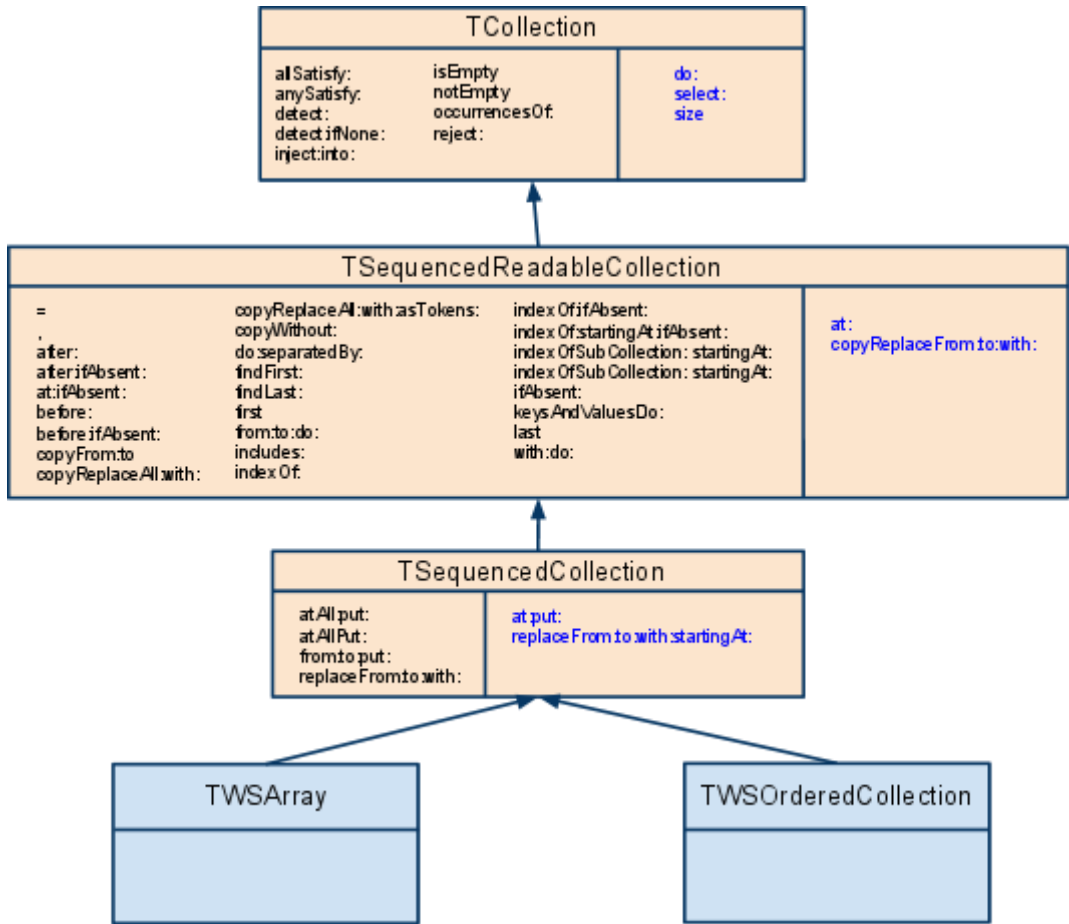 TCollection
allSatisfy:
anySatisfy:
detect:
detect:ifNone:
inject:into:
isEmpty
notEmpty
occurrencesOf:
reject:
do:
select:
size
TSequencedReadableCollection
=
,
after:
after:ifAbsent:
at:ifAbsent:
before:
before:ifAbsent:
copyFrom:to
copyReplaceAll:with:
copyReplaceAll:with:asTokens:
copyWithout:
do:separatedBy:
findFirst:
findLast:
first
from:to:do:
includes:
indexOf:
indexOf:ifAbsent:
indexOf:startingAt:ifAbsent:
indexOfSubCollection: startingAt:
indexOfSubCollection: startingAt:
ifAbsent:
keysAndValuesDo:
last
with:do:
at:
copyReplaceFrom:to:with:
TSequencedCollection
atAll:put:
atAllPut:
from:to:put:
replaceFrom:to:with:
at:put:
replaceFrom:to:with:startingAt:
TWSArray
TWSOrderedCollection